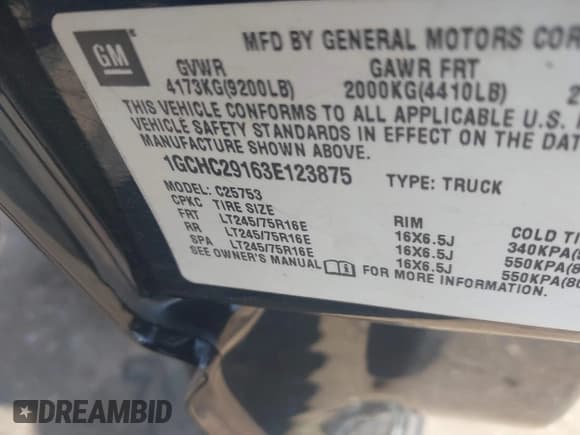 GM
MFD BY GENERAL MOTORS COR
GVWR GAWR FRT
4173KG(9200LB) 2000KG(4410LB)
THIS VEHICLE CONFORMS TO ALL APPLICABLE U.S.
VEHICLE SAFETY STANDARDS IN EFFECT ON THE DAT
MANUFACTURE SHOWN ABOVE.
1GCHC29163E123875 TYPE: TRUCK
MODEL: C25753
CPKC TIRE SIZE RIM COLD TI
FRT LT245/75R16E 16X6.5J 340KPA(
RR LT245/75R16E 16X6.5J 550KPA(8
SPA LT245/75R16E 16X6.5J 550KPA(80
SEE OWNER'S MANUAL FOR MORE INFORMATION.
DREAMBID